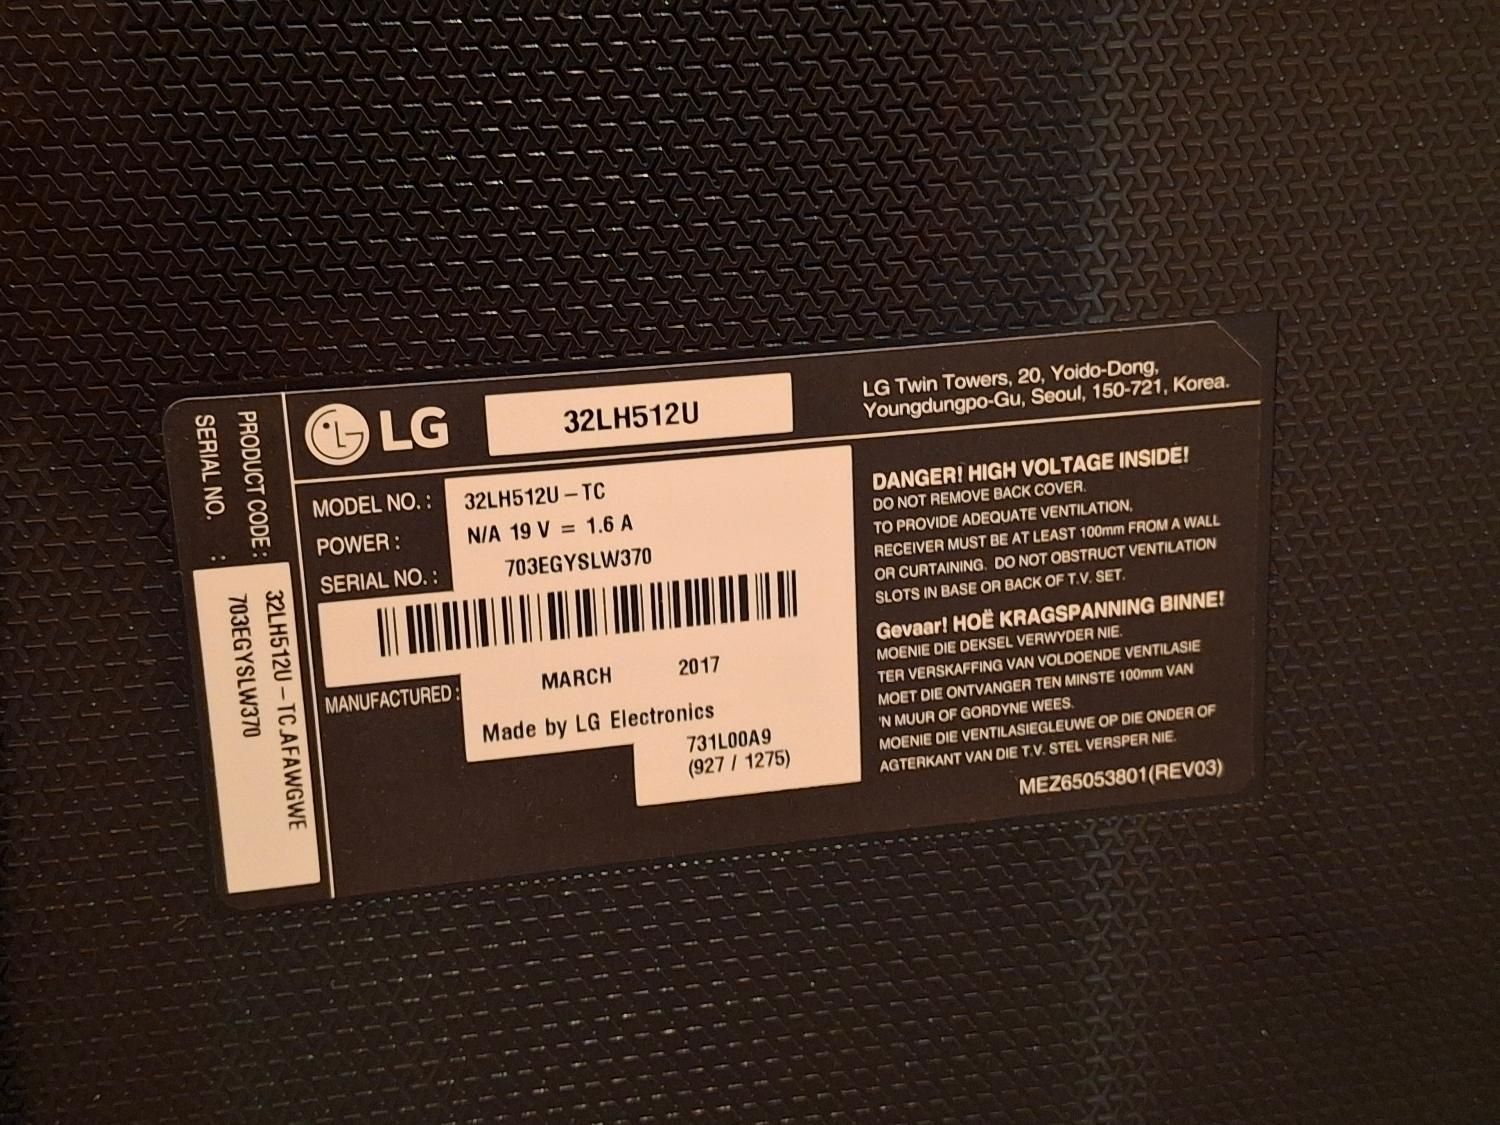 PRODUCT CODE: 32LH512U – TC.AFAWGWE
SERIAL NO. : 703EGYSLW370
LG
32LH512U
LG Twin Towers, 20, Yoido-Dong,
Youngdungpo-Gu, Seoul, 150-721, Korea.
MODEL NO. : 32LH512U – TC
POWER : N/A 19 V = 1.6 A
SERIAL NO. : 703EGYSLW370
MANUFACTURED : MARCH 2017
Made by LG Electronics
731L00A9
(927 / 1275)
DANGER! HIGH VOLTAGE INSIDE!
DO NOT REMOVE BACK COVER.
TO PROVIDE ADEQUATE VENTILATION,
RECEIVER MUST BE AT LEAST 100mm FROM A WALL
OR CURTAINING. DO NOT OBSTRUCT VENTILATION
SLOTS IN BASE OR BACK OF T.V. SET.
Gevaar! HOË KRAGSPANNING BINNE!
MOENIE DIE DEKSEL VERWYDER NIE.
TER VERSKAFFING VAN VOLDOENDE VENTILASIE
MOET DIE ONTVANGER TEN MINSTE 100mm VAN
'N MUUR OF GORDYNE WEES.
MOENIE DIE VENTILASIEGLEUWE OP DIE ONDER OF
AGTERKANT VAN DIE T.V. STEL VERSPER NIE.
MEZ65053801(REV03)